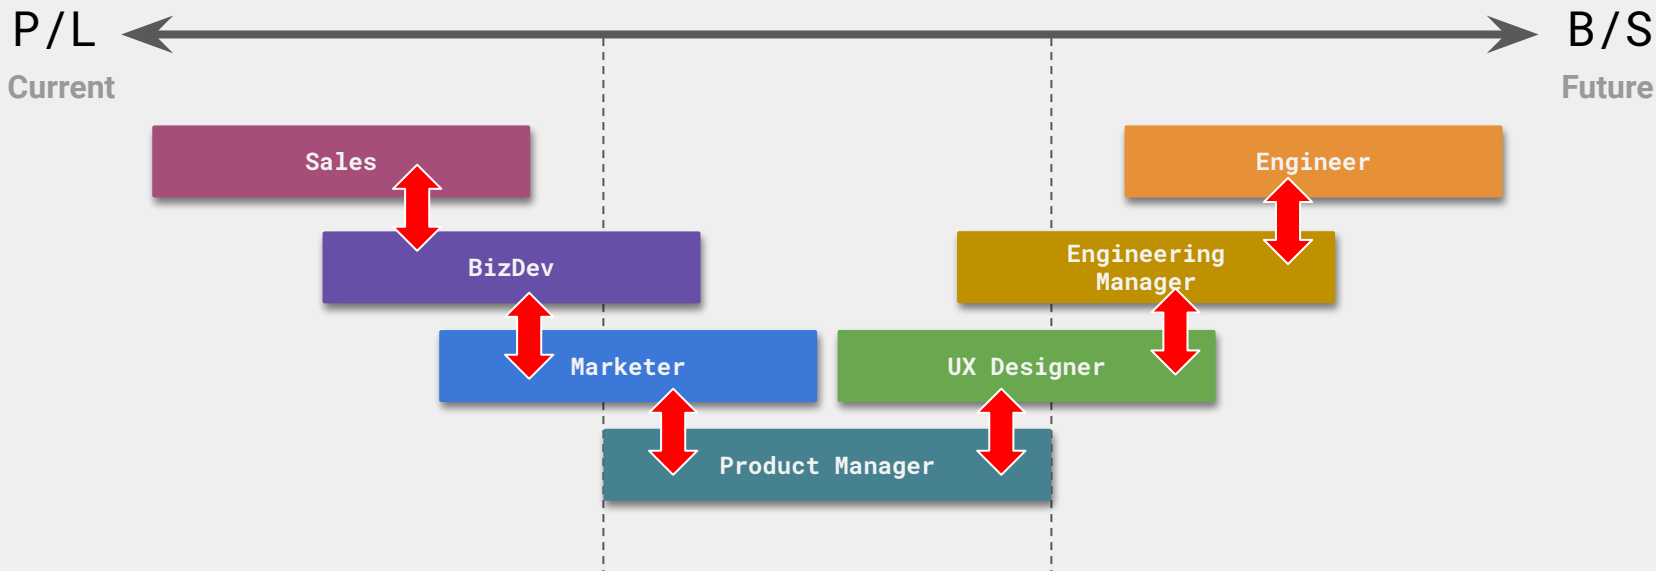 P/L
B/S
Current
Future
Sales
Engineer
BizDev
Engineering
Manager
Marketer
UX Designer
Product Manager